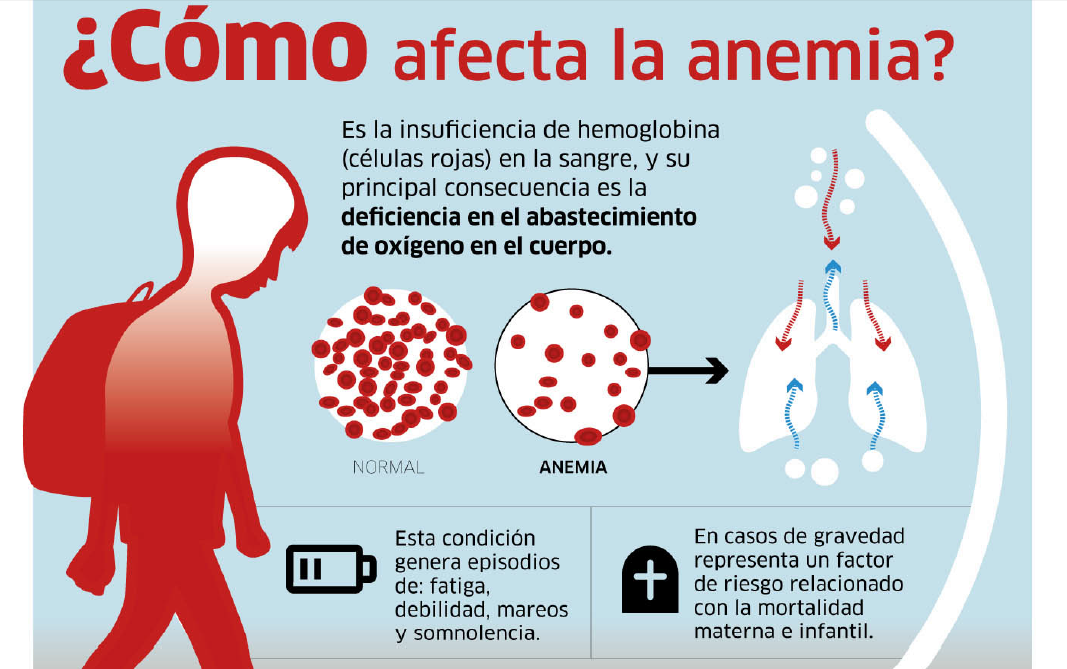 ¿Cómo afecta la anemia?
Es la insuficiencia de hemoglobina
(células rojas) en la sangre, y su
principal consecuencia es la
deficiencia en el abastecimiento
de oxígeno en el cuerpo.
NORMAL
ANEMIA
Esta condición
genera episodios
de: fatiga,
debilidad, mareos
y somnolencia.
En casos de gravedad
representa un factor
de riesgo relacionado
con la mortalidad
materna e infantil.